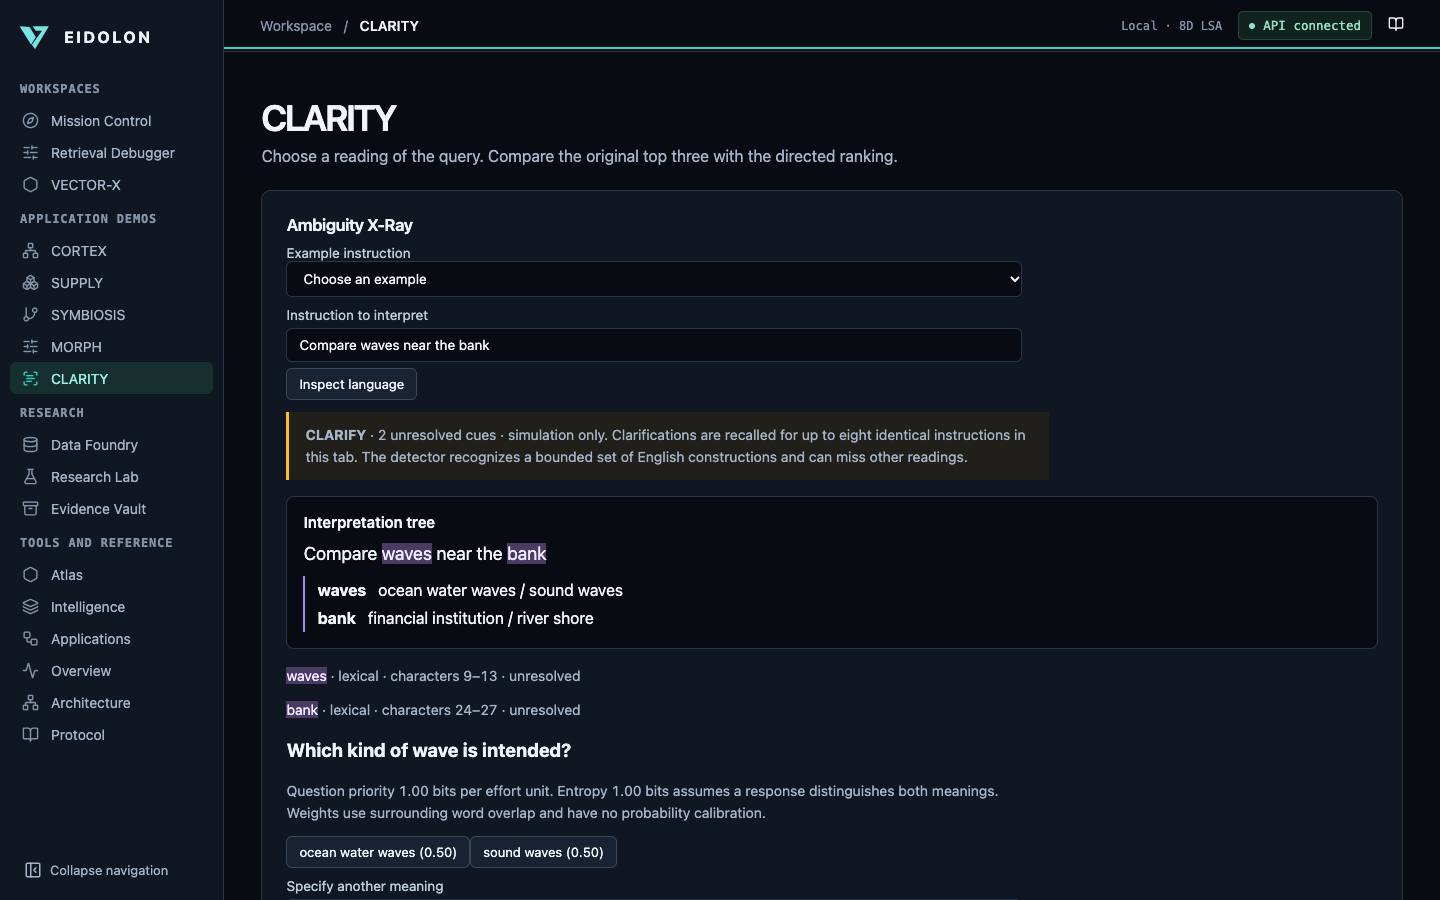 EIDOLON
WORKSPACES
Mission Control
Retrieval Debugger
VECTOR-X
APPLICATION DEMOS
CORTEX
SUPPLY
SYMBIOSIS
MORPH
CLARITY
RESEARCH
Data Foundry
Research Lab
Evidence Vault
TOOLS AND REFERENCE
Atlas
Intelligence
Applications
Overview
Architecture
Protocol
Collapse navigation
Workspace / CLARITY
Local · 8D LSA
● API connected
CLARITY
Choose a reading of the query. Compare the original top three with the directed ranking.
Ambiguity X-Ray
Example instruction
Choose an example
Instruction to interpret
Compare waves near the bank
Inspect language
CLARIFY · 2 unresolved cues · simulation only. Clarifications are recalled for up to eight identical instructions in
this tab. The detector recognizes a bounded set of English constructions and can miss other readings.
Interpretation tree
Compare waves near the bank
waves ocean water waves / sound waves
bank financial institution / river shore
waves · lexical · characters 9–13 · unresolved
bank · lexical · characters 24–27 · unresolved
Which kind of wave is intended?
Question priority 1.00 bits per effort unit. Entropy 1.00 bits assumes a response distinguishes both meanings.
Weights use surrounding word overlap and have no probability calibration.
ocean water waves (0.50)
sound waves (0.50)
Specify another meaning